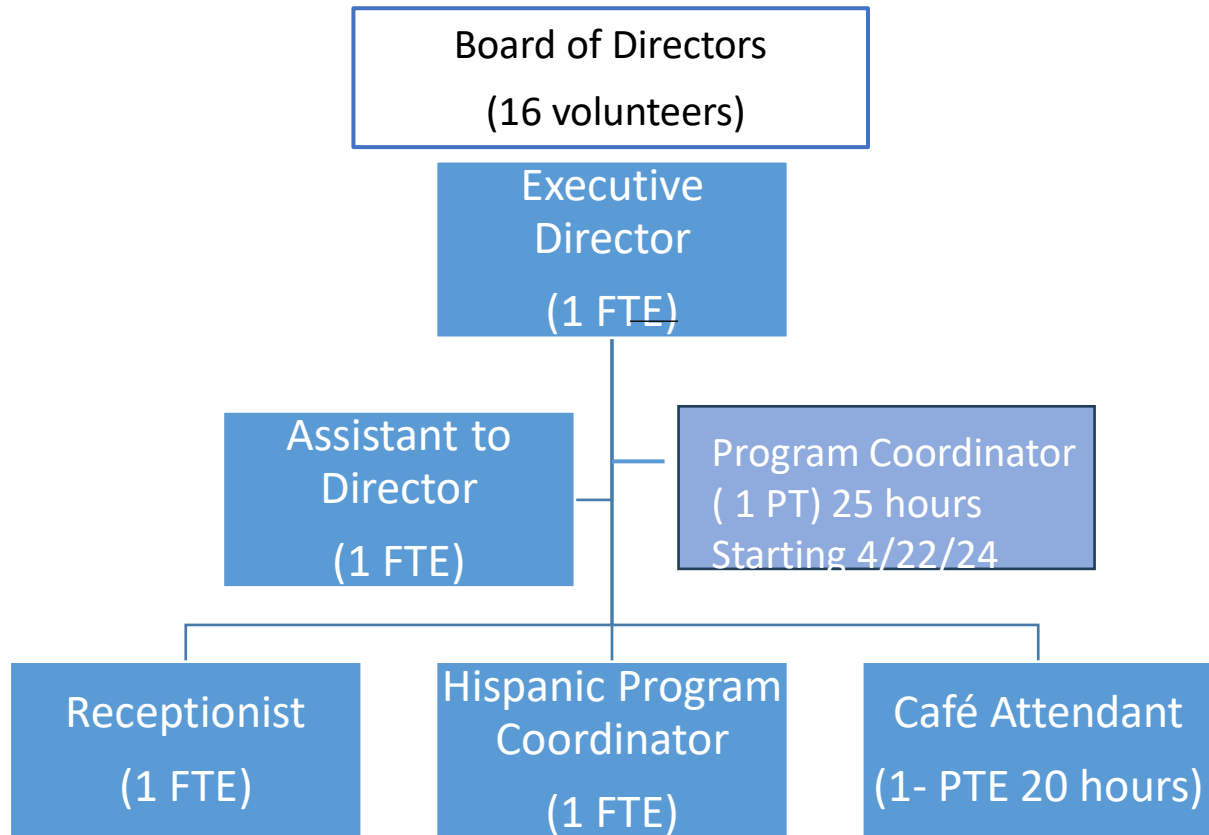 Board of Directors
(16 volunteers)
Executive
Director
(1 FTE)
Assistant to
Director
(1 FTE)
Program Coordinator
( 1 PT) 25 hours
Starting 4/22/24
Receptionist
(1 FTE)
Hispanic Program
Coordinator
(1 FTE)
Café Attendant
(1- PTE 20 hours)